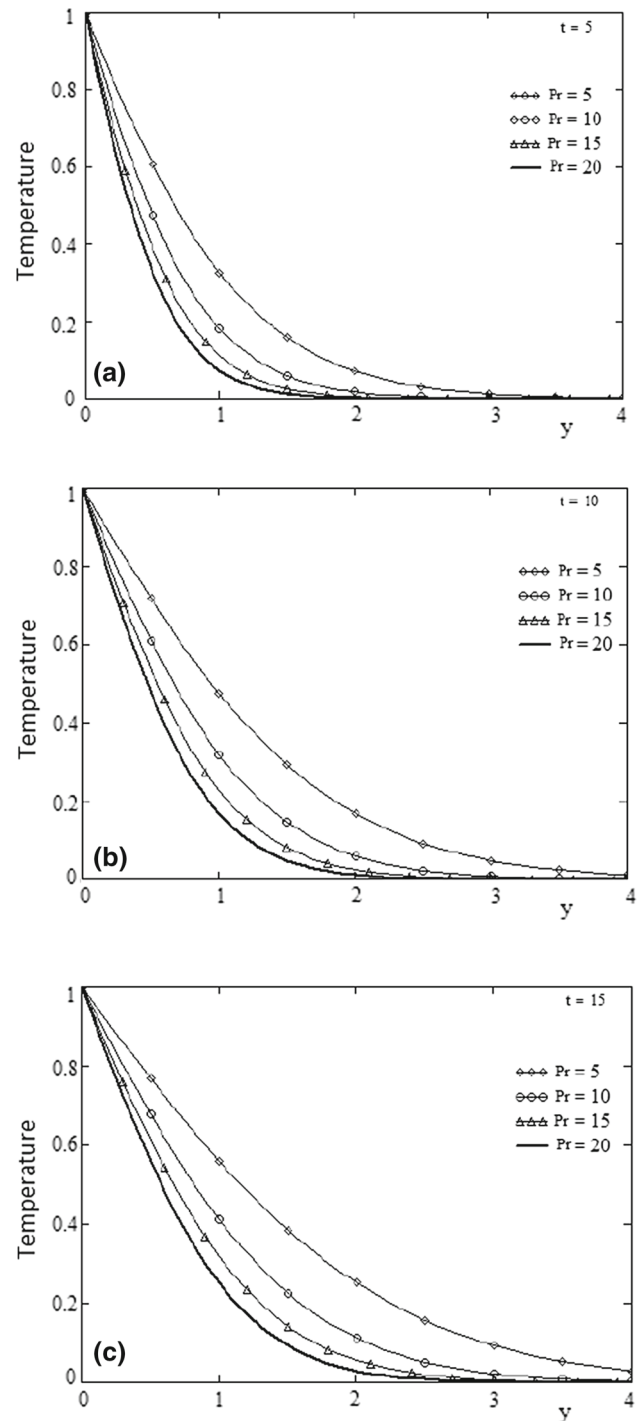 1
t = 5
0.8
Pr = 5
Pr = 10
0.6
Pr = 15
Pr = 20
Temperature
0.4
0.2
(a)
0
0 1 2 3 4
y
1
t = 10
0.8
Pr = 5
Pr = 10
0.6
Pr = 15
Pr = 20
Temperature
0.4
0.2
(b)
0
0 1 2 3 4
y
1
t = 15
0.8
Pr = 5
Pr = 10
0.6
Pr = 15
Pr = 20
Temperature
0.4
0.2
(c)
0
0 1 2 3 4
y